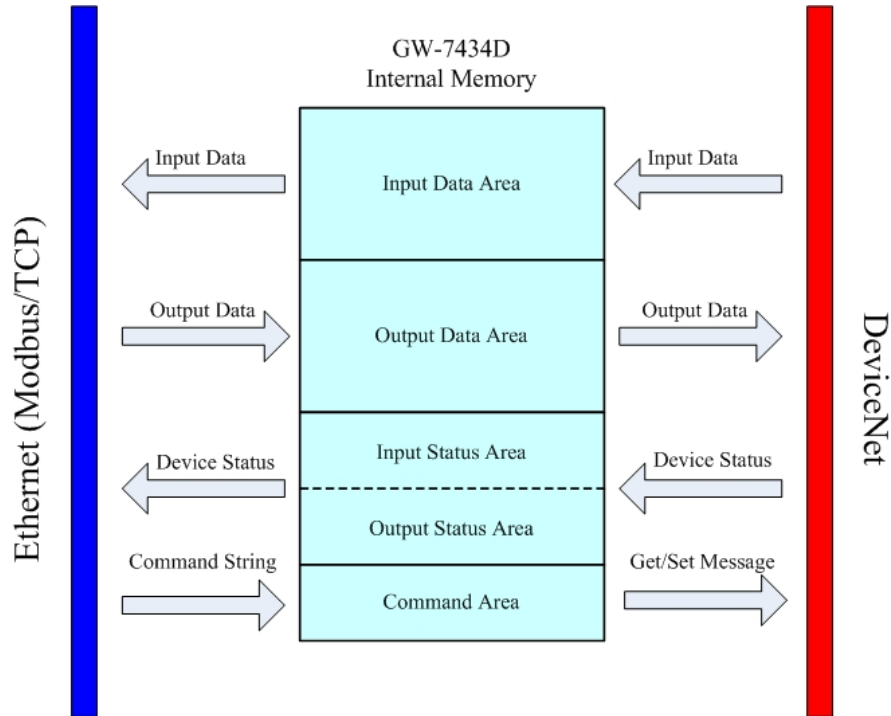 GW-7434D
Internal Memory
Ethernet (Modbus/TCP)
DeviceNet
Input Data
Input Data Area
Input Data
Output Data
Output Data Area
Output Data
Device Status
Input Status Area
Device Status
Output Status Area
Command String
Command Area
Get/Set Message